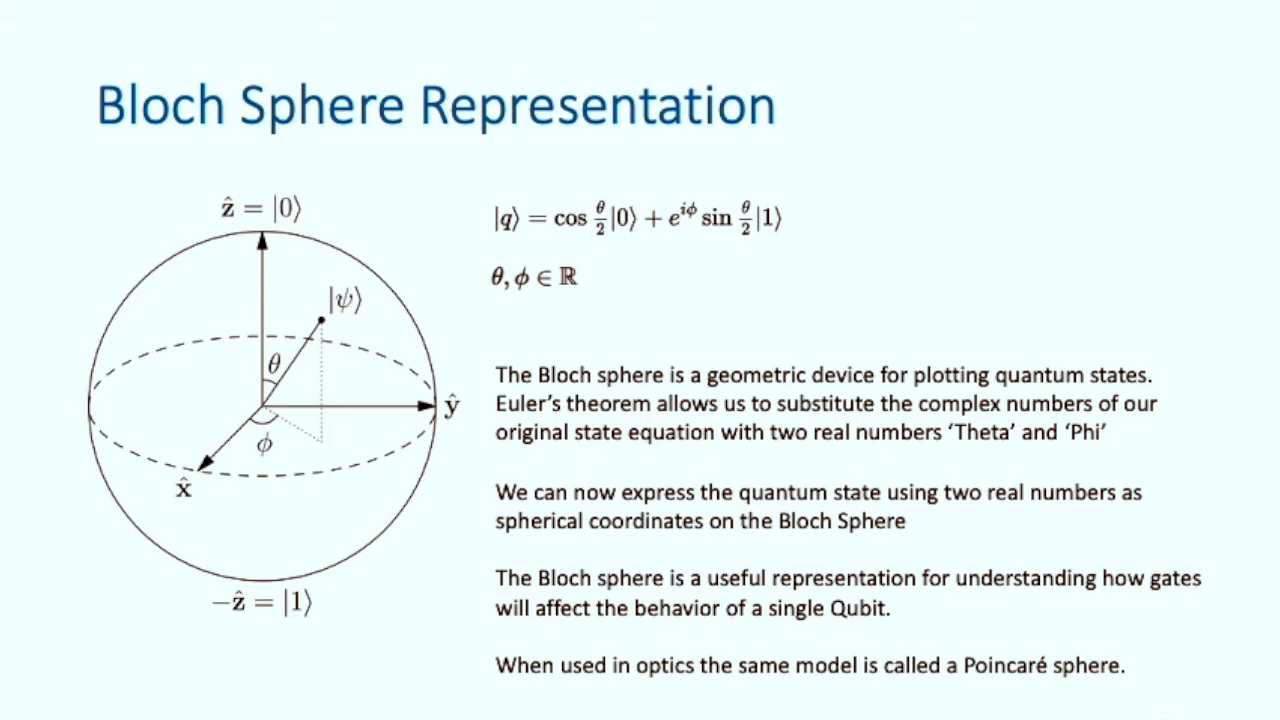 Bloch Sphere Representation
ẑ = |0⟩
|ψ⟩
θ
ŷ
ϕ
x̂
−ẑ = |1⟩
|q⟩ = cos θ/2 |0⟩ + e^{iϕ} sin θ/2 |1⟩
θ, ϕ ∈ ℝ
The Bloch sphere is a geometric device for plotting quantum states.
Euler’s theorem allows us to substitute the complex numbers of our
original state equation with two real numbers ‘Theta’ and ‘Phi’
We can now express the quantum state using two real numbers as
spherical coordinates on the Bloch Sphere
The Bloch sphere is a useful representation for understanding how gates
will affect the behavior of a single Qubit.
When used in optics the same model is called a Poincaré sphere.